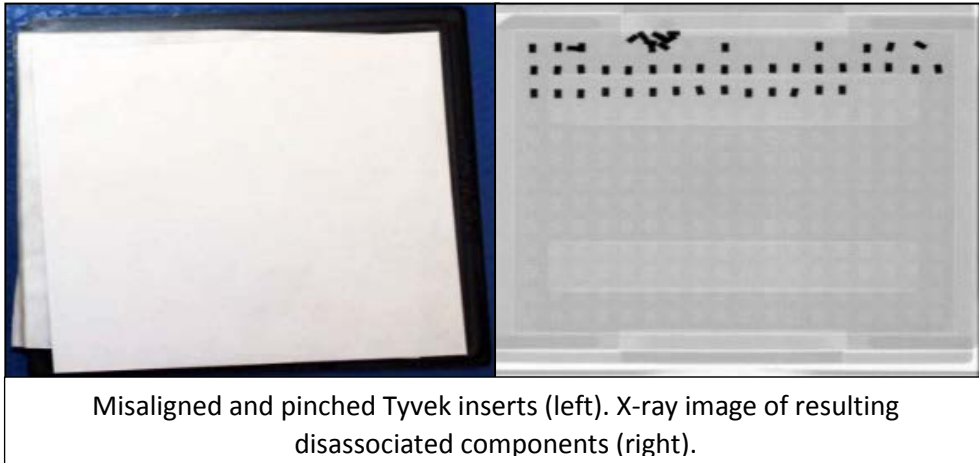 Misaligned and pinched Tyvek inserts (left). X-ray image of resulting
disassociated components (right).